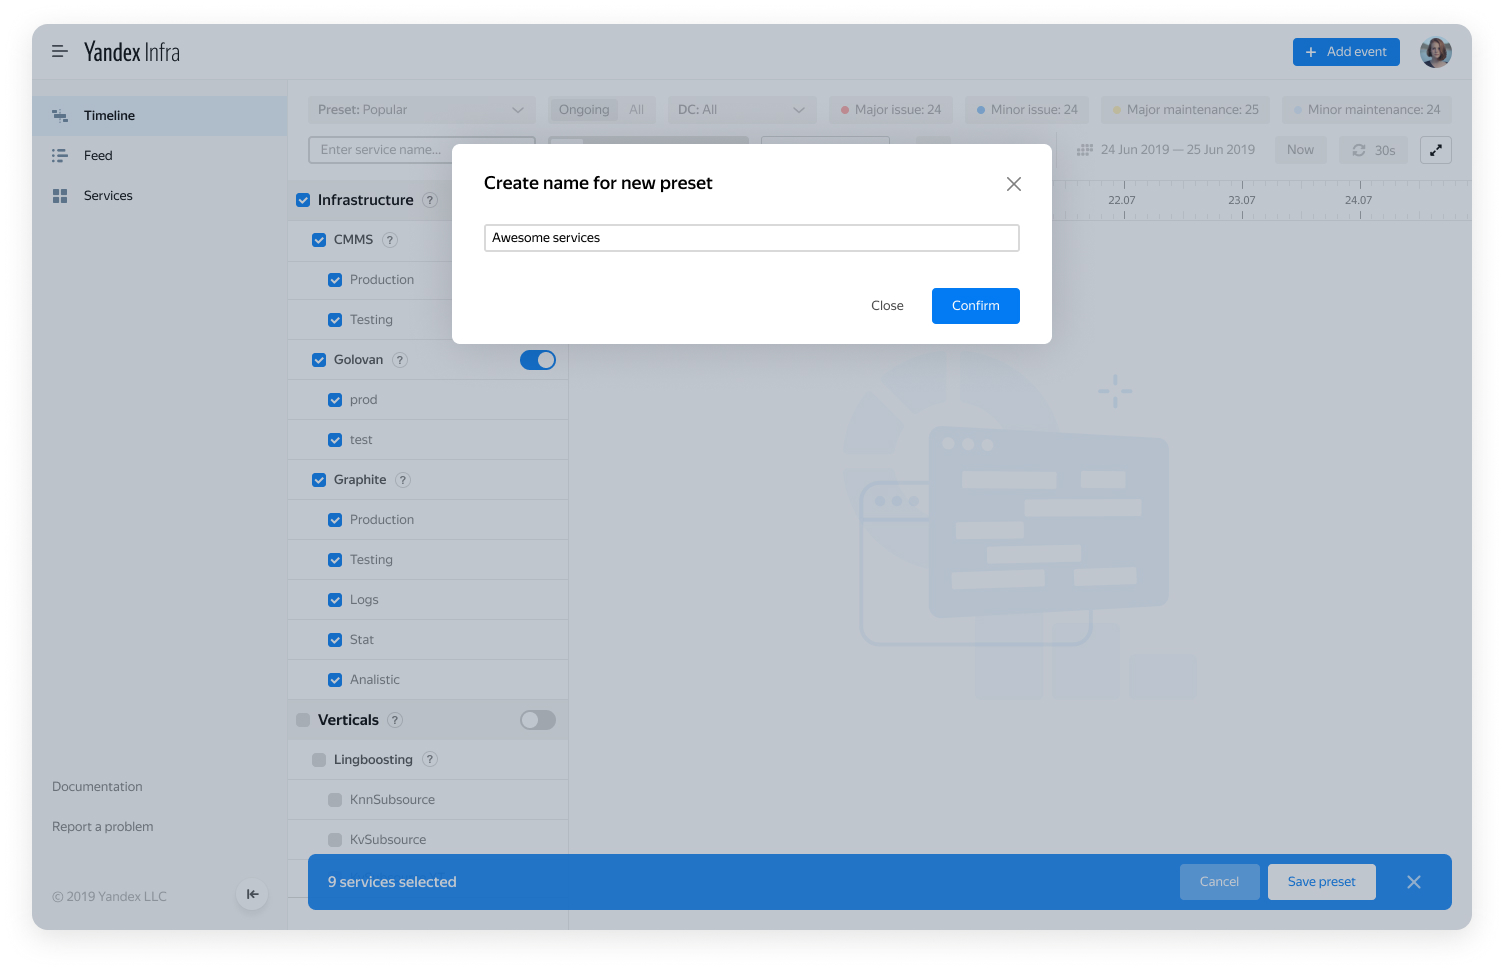 Yandex Infra
+ Add event
Timeline
Feed
Services
Preset: Popular
Ongoing All
DC: All
Major issue: 24
Minor issue: 24
Major maintenance: 25
Minor maintenance: 24
Enter service name...
24 Jun 2019 — 25 Jun 2019
Now
30s
22.07 23.07 24.07
Create name for new preset
Awesome services
Close Confirm
Infrastructure ?
CMMS ?
Production
Testing
Golovan ?
prod
test
Graphite ?
Production
Testing
Logs
Stat
Analistic
Verticals ?
Lingboosting ?
KnnSubsource
KvSubsource
Documentation
Report a problem
© 2019 Yandex LLC
9 services selected
Cancel Save preset